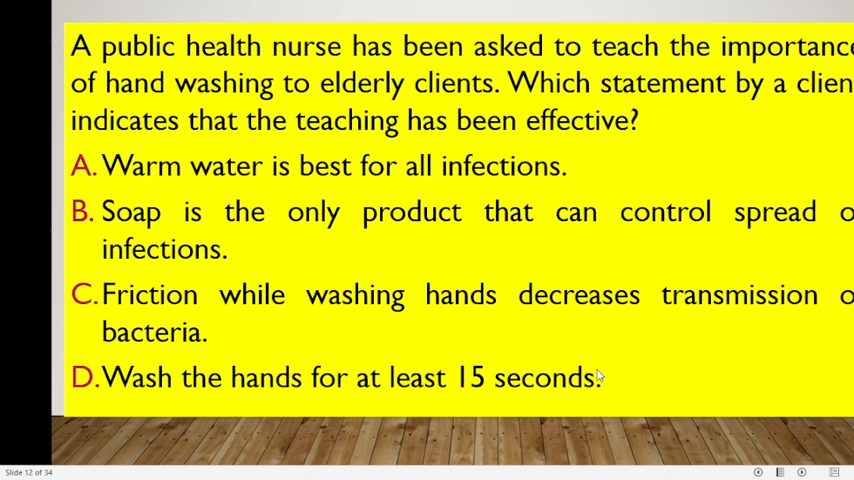 A public health nurse has been asked to teach the importance
of hand washing to elderly clients. Which statement by a clien
indicates that the teaching has been effective?
A. Warm water is best for all infections.
B. Soap is the only product that can control spread o
infections.
C. Friction while washing hands decreases transmission o
bacteria.
D. Wash the hands for at least 15 seconds.
Slide 12 of 34